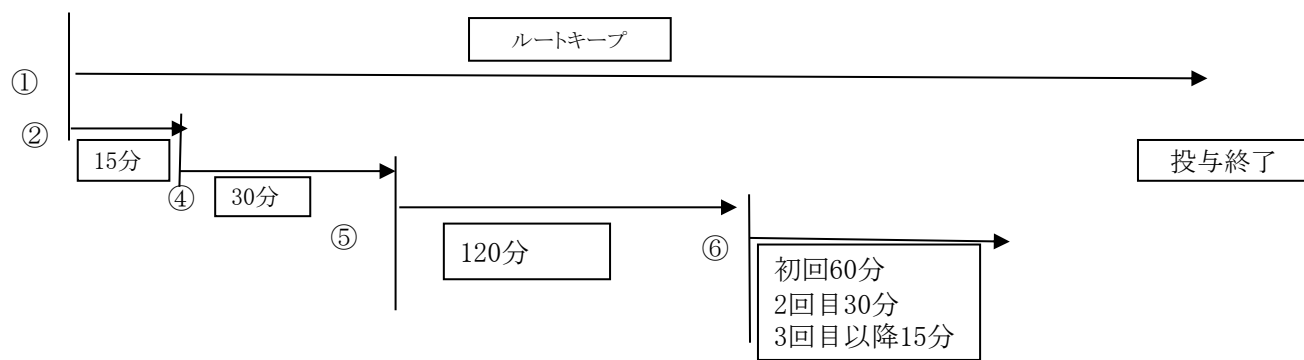 ルートキープ
①
②
15分
投与終了
④
30分
⑤
120分
⑥
初回60分
2回目30分
3回目以降15分